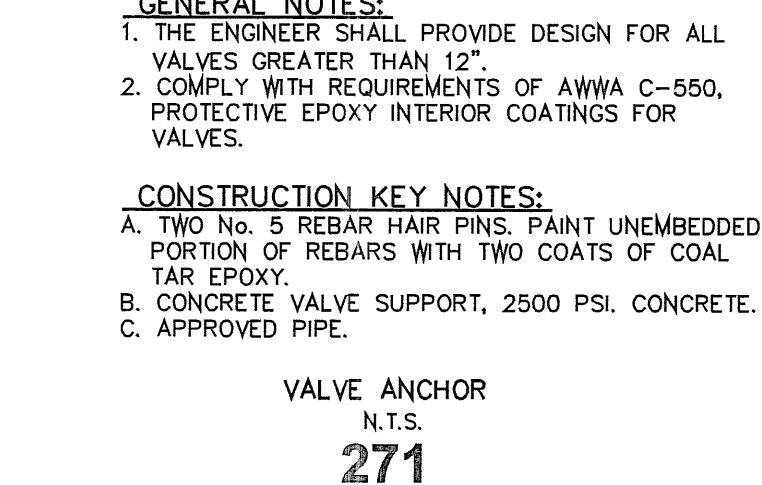 GENERAL NOTES:
1. THE ENGINEER SHALL PROVIDE DESIGN FOR ALL
VALVES GREATER THAN 12".
2. COMPLY WITH REQUIREMENTS OF AWWA C-550,
PROTECTIVE EPOXY INTERIOR COATINGS FOR
VALVES.
CONSTRUCTION KEY NOTES:
A. TWO No. 5 REBAR HAIR PINS. PAINT UNEMBEDDED
PORTION OF REBARS WITH TWO COATS OF COAL
TAR EPOXY.
B. CONCRETE VALVE SUPPORT, 2500 PSI. CONCRETE.
C. APPROVED PIPE.
VALVE ANCHOR
N.T.S.
271